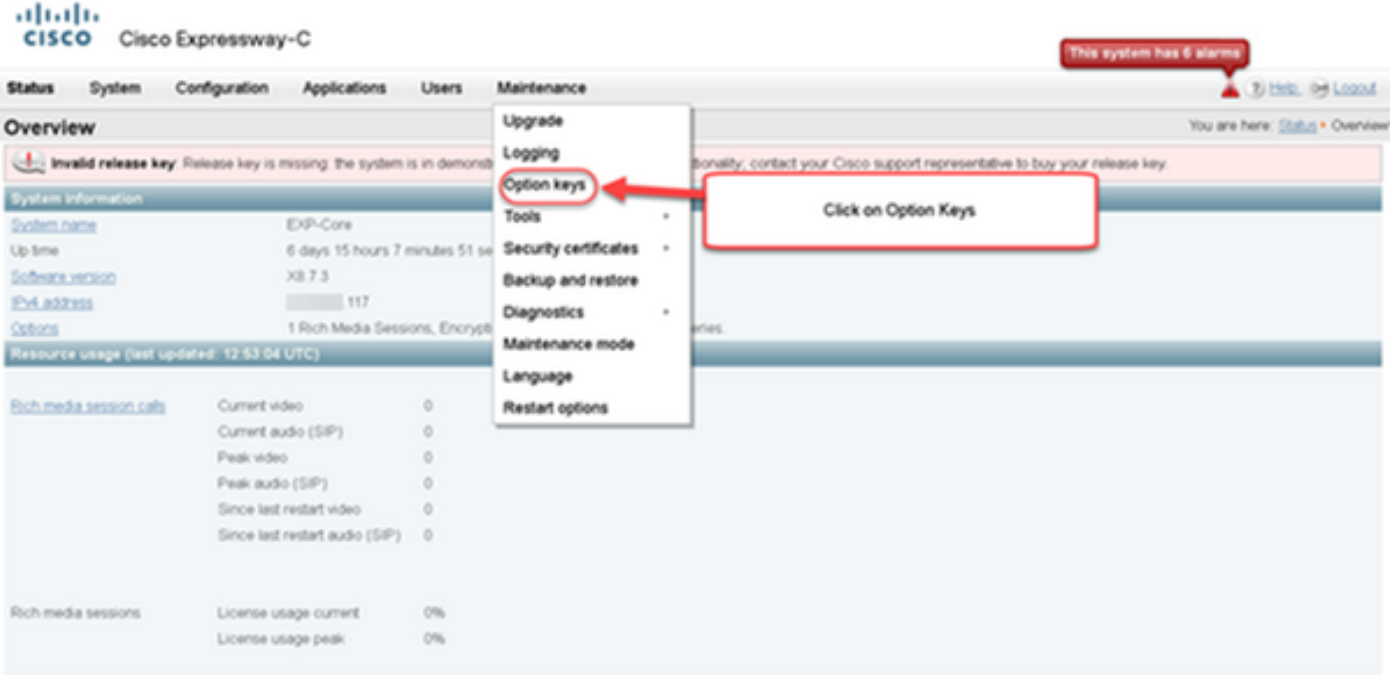 CISCO Cisco Expressway-C
This system has 6 alarms
Status System Configuration Applications Users Maintenance
Help Logout
Overview
You are here: Status • Overview
Invalid release key: Release key is missing: the system is in demonst
tionality; contact your Cisco support representative to buy your release key.
Upgrade
Logging
Option keys
Tools
Security certificates
Backup and restore
Diagnostics
Maintenance mode
Language
Restart options
Click on Option Keys
System information
System name EXP-Core
Up time 6 days 15 hours 7 minutes 51 se
Software version X8.7.3
IPv4 address .117
Options 1 Rich Media Sessions, Encrypti
eries.
Resource usage (last updated: 12:53:04 UTC)
Rich media session calls Current video 0
Current audio (SIP) 0
Peak video 0
Peak audio (SIP) 0
Since last restart video 0
Since last restart audio (SIP) 0
Rich media sessions License usage current 0%
License usage peak 0%